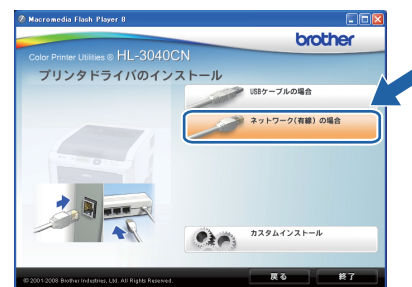 Macromedia Flash Player 8
brother
Color Printer Utilities © HL-3040CN
プリンタドライバのインストール
USBケーブルの場合
ネットワーク(有線) の場合
カスタムインストール
© 2001-2008 Brother Industries, Ltd. All Rights Reserved.
戻る
終了